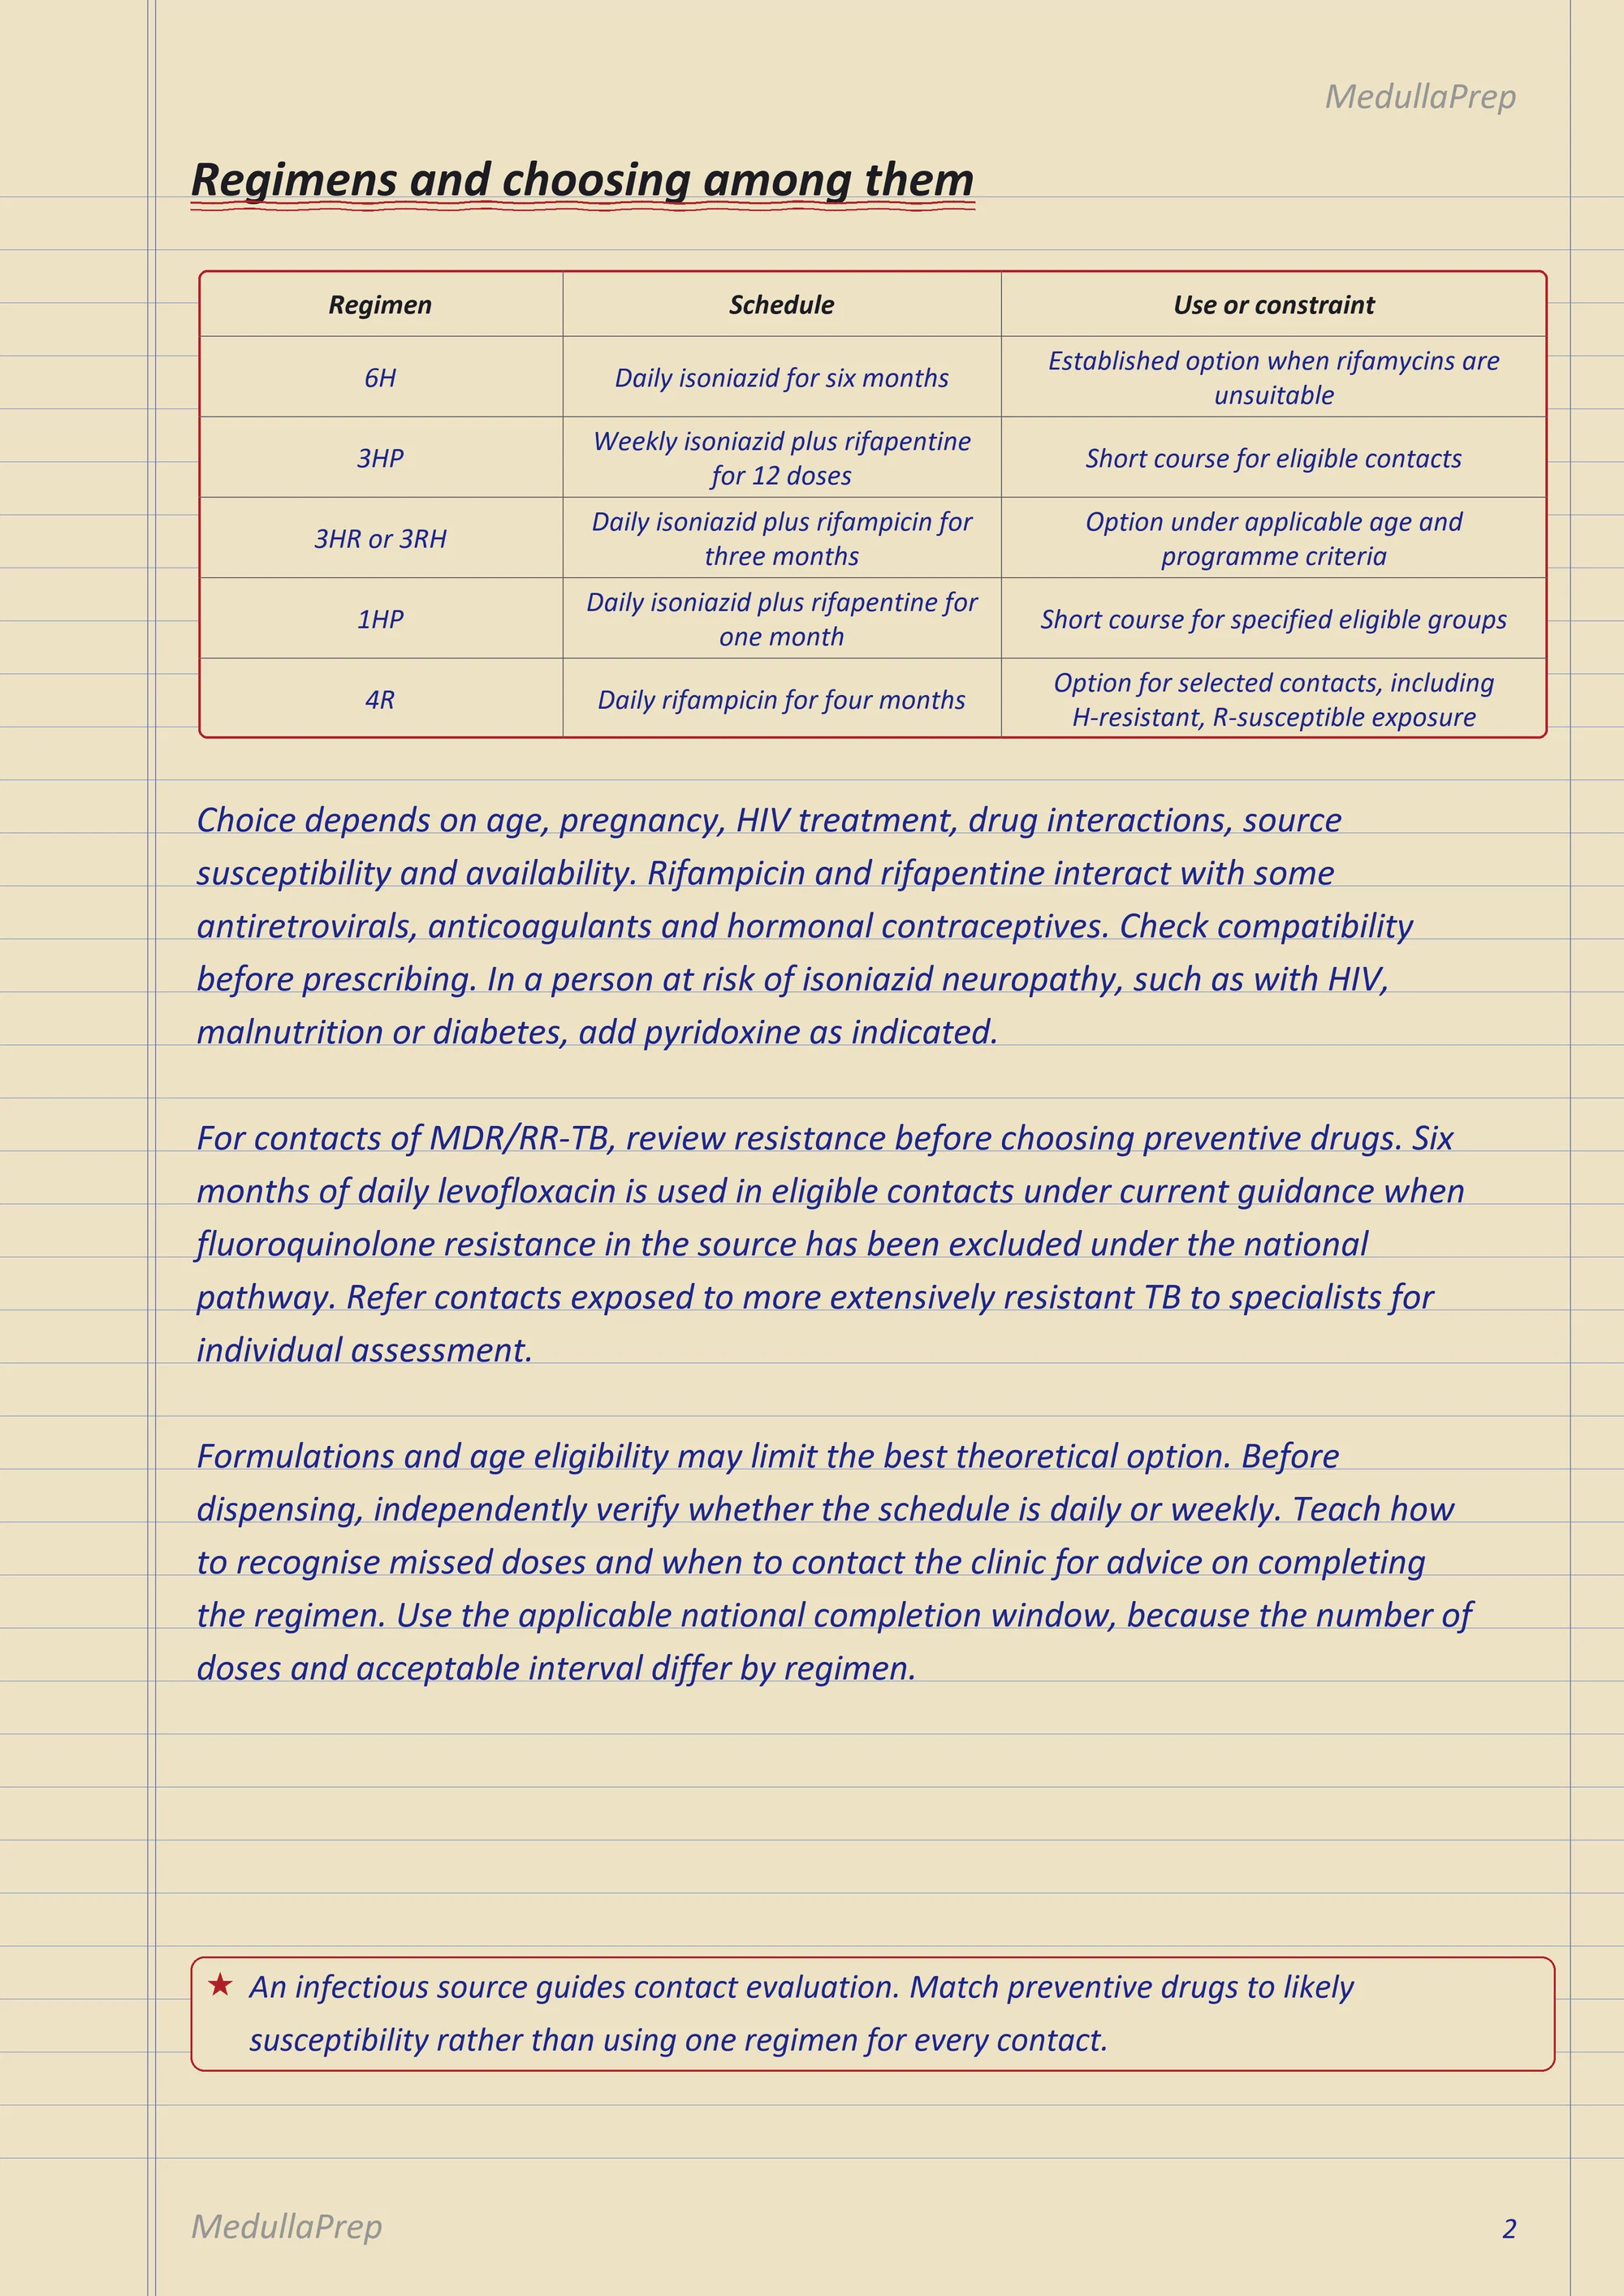 MedullaPrep
Regimens and choosing among them
Regimen Schedule Use or constraint
6H Daily isoniazid for six months Established option when rifamycins are
unsuitable
3HP Weekly isoniazid plus rifapentine
for 12 doses Short course for eligible contacts
3HR or 3RH Daily isoniazid plus rifampicin for
three months Option under applicable age and
programme criteria
1HP Daily isoniazid plus rifapentine for
one month Short course for specified eligible groups
4R Daily rifampicin for four months Option for selected contacts, including
H-resistant, R-susceptible exposure
Choice depends on age, pregnancy, HIV treatment, drug interactions, source
susceptibility and availability. Rifampicin and rifapentine interact with some
antiretrovirals, anticoagulants and hormonal contraceptives. Check compatibility
before prescribing. In a person at risk of isoniazid neuropathy, such as with HIV,
malnutrition or diabetes, add pyridoxine as indicated.
For contacts of MDR/RR-TB, review resistance before choosing preventive drugs. Six
months of daily levofloxacin is used in eligible contacts under current guidance when
fluoroquinolone resistance in the source has been excluded under the national
pathway. Refer contacts exposed to more extensively resistant TB to specialists for
individual assessment.
Formulations and age eligibility may limit the best theoretical option. Before
dispensing, independently verify whether the schedule is daily or weekly. Teach how
to recognise missed doses and when to contact the clinic for advice on completing
the regimen. Use the applicable national completion window, because the number of
doses and acceptable interval differ by regimen.
★ An infectious source guides contact evaluation. Match preventive drugs to likely
susceptibility rather than using one regimen for every contact.
MedullaPrep 2